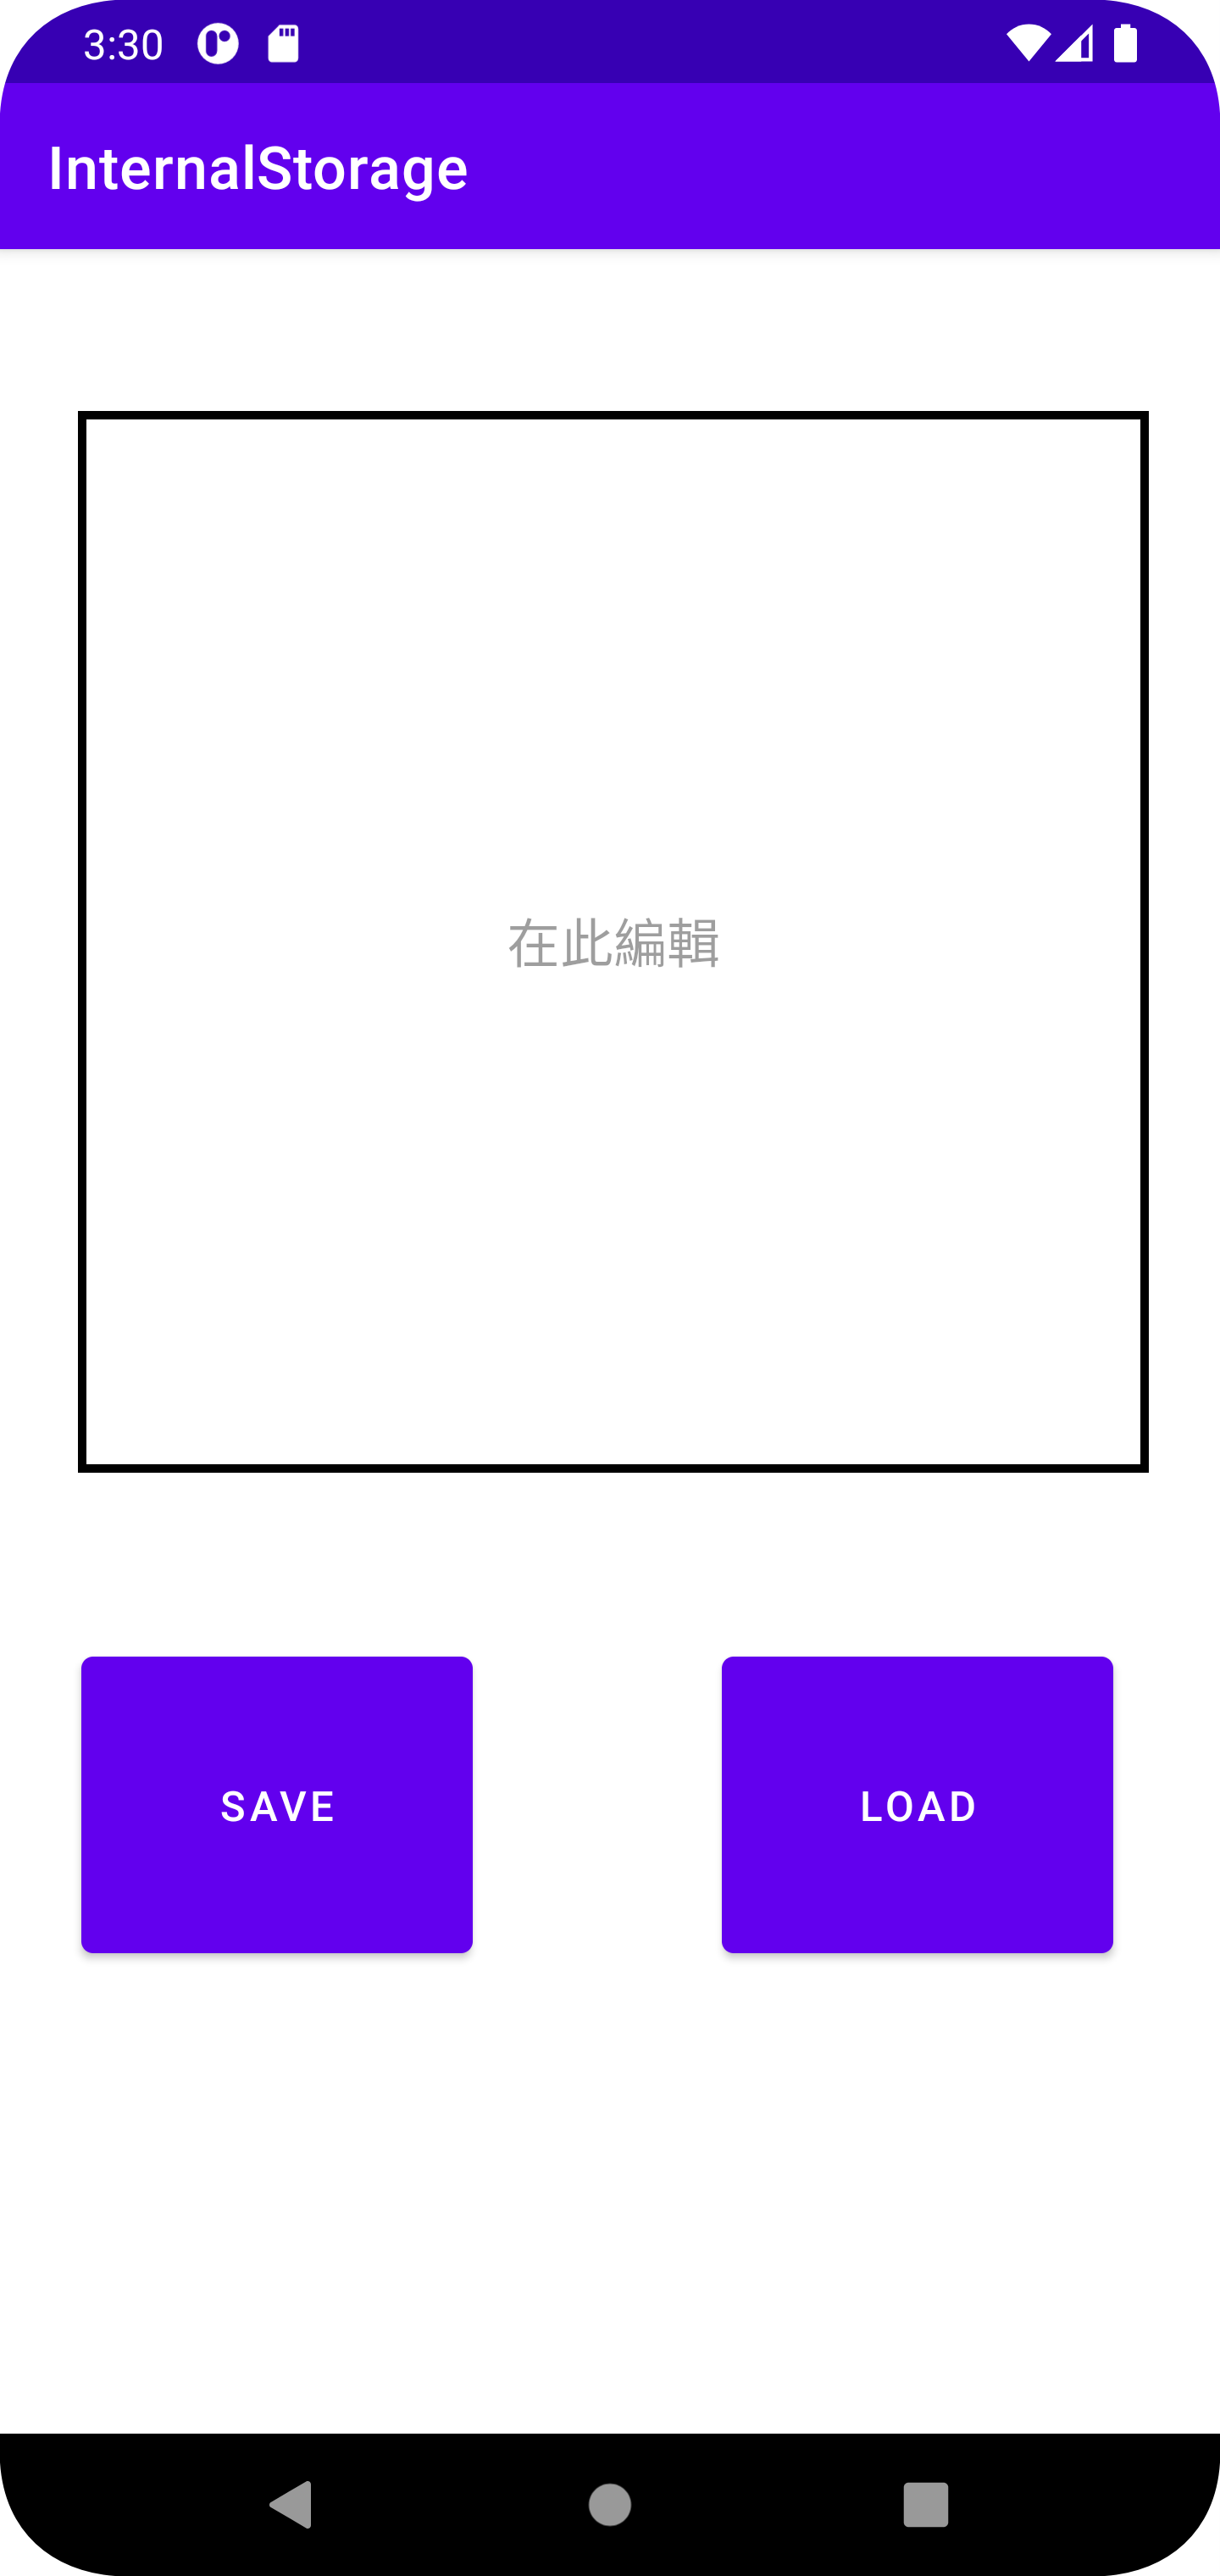 3:30
InternalStorage
在此編輯
SAVE
LOAD